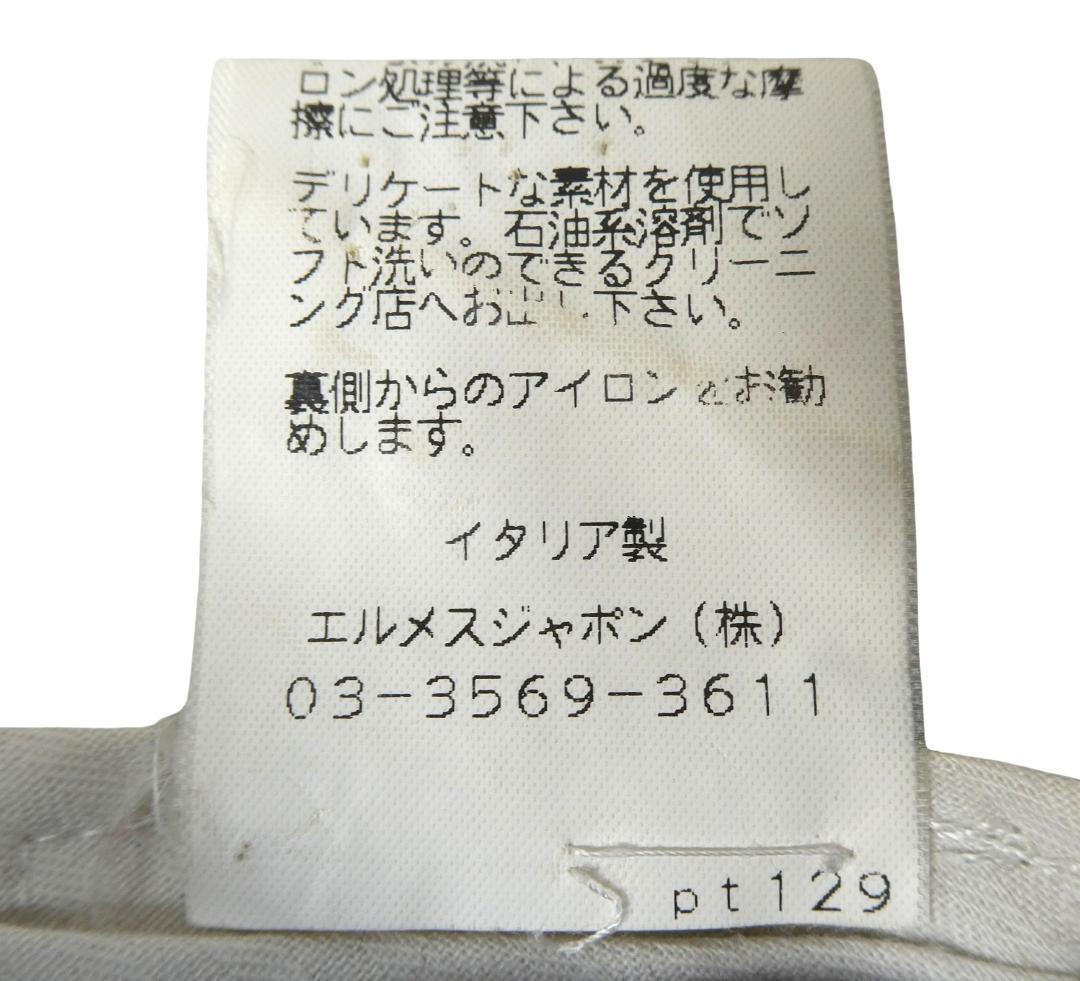 ロン処理等による過度な摩
擦にご注意下さい。
デリケートな素材を使用し
ています。石油系溶剤でソ
フト洗いのできるクリーニ
ング店へお出し下さい。
裏側からのアイロンをお勧
めします。
イタリア製
エルメスジャポン(株)
03-3569-3611
pt129